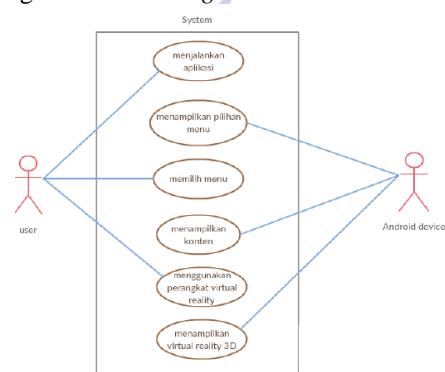 System
menjalankan
aplikasi
menampilkan pilihan
menu
memilih menu
menampilkan
konten
menggunakan
perangkat virtual
reality
menampilkan
virtual reality 3D
user
Android device